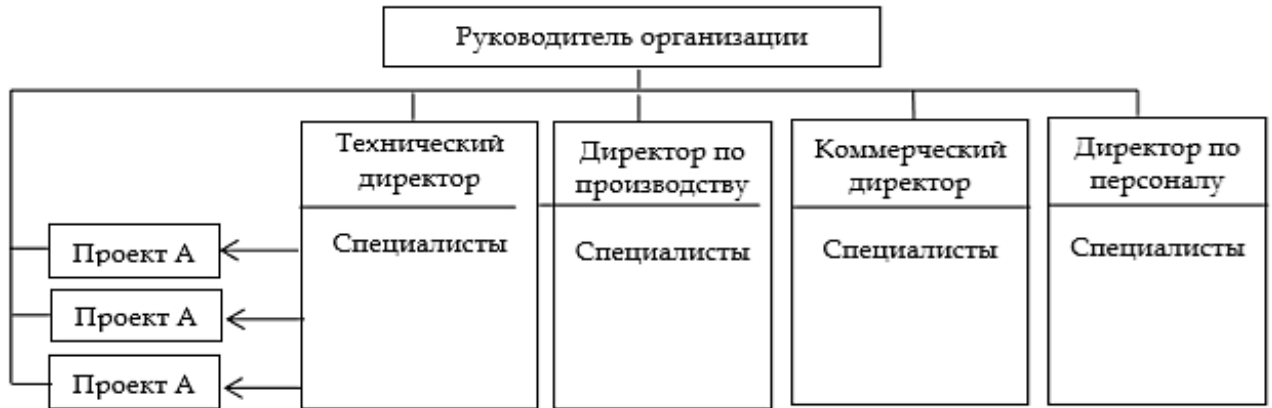 Руководитель организации
Технический
директор
Специалисты
Директор по
производству
Специалисты
Коммерческий
директор
Специалисты
Директор по
персоналу
Специалисты
Проект А
Проект А
Проект А